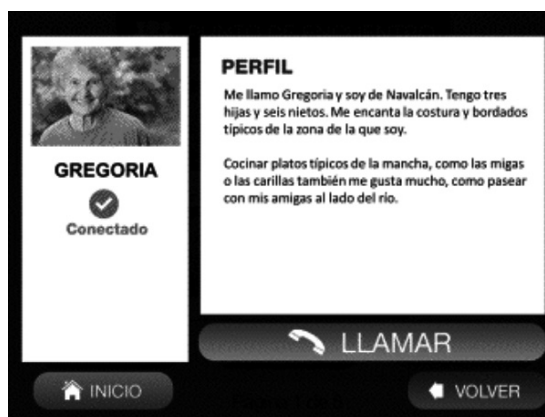 GREGORIA
Conectado
PERFIL
Me llamo Gregoria y soy de Navalcán. Tengo tres
hijas y seis nietos. Me encanta la costura y bordados
típicos de la zona de la que soy.
Cocinar platos típicos de la mancha, como las migas
o las carillas también me gusta mucho, como pasear
con mis amigas al lado del río.
LLAMAR
INICIO
VOLVER